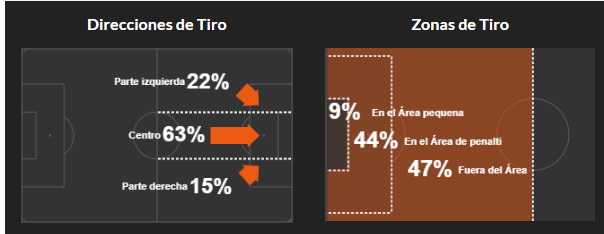 Direcciones de Tiro
Parte izquierda 22%
Centro 63%
Parte derecha 15%
Zonas de Tiro
9% En el Área pequena
44% En el Área de penalti
47% Fuera del Área